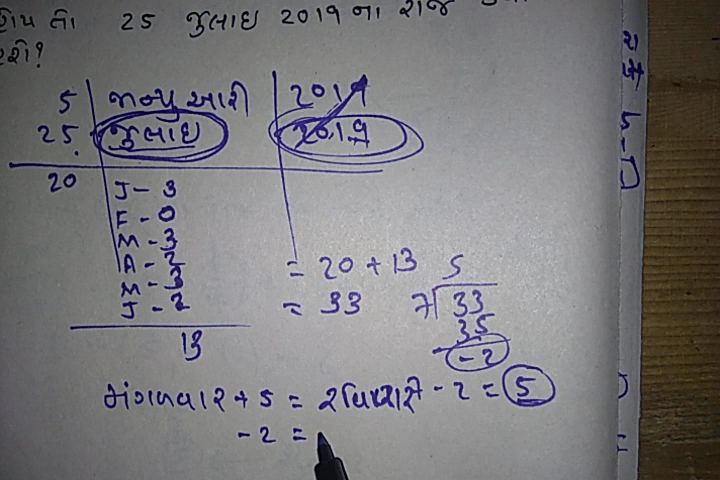 તો 25 જુલાઇ 2019 ના રોજ
5 જાન્યુઆરી 2019
25 જુલાઇ 2019
20
J - 3
F - 0
M - 3
A - 2
M - 3
J - 2
13
= 20 + 13
= 33
5
7 33
35
- 2
મંગળવાર + 5 = રવિવારે - 2 = 5
- 2 =